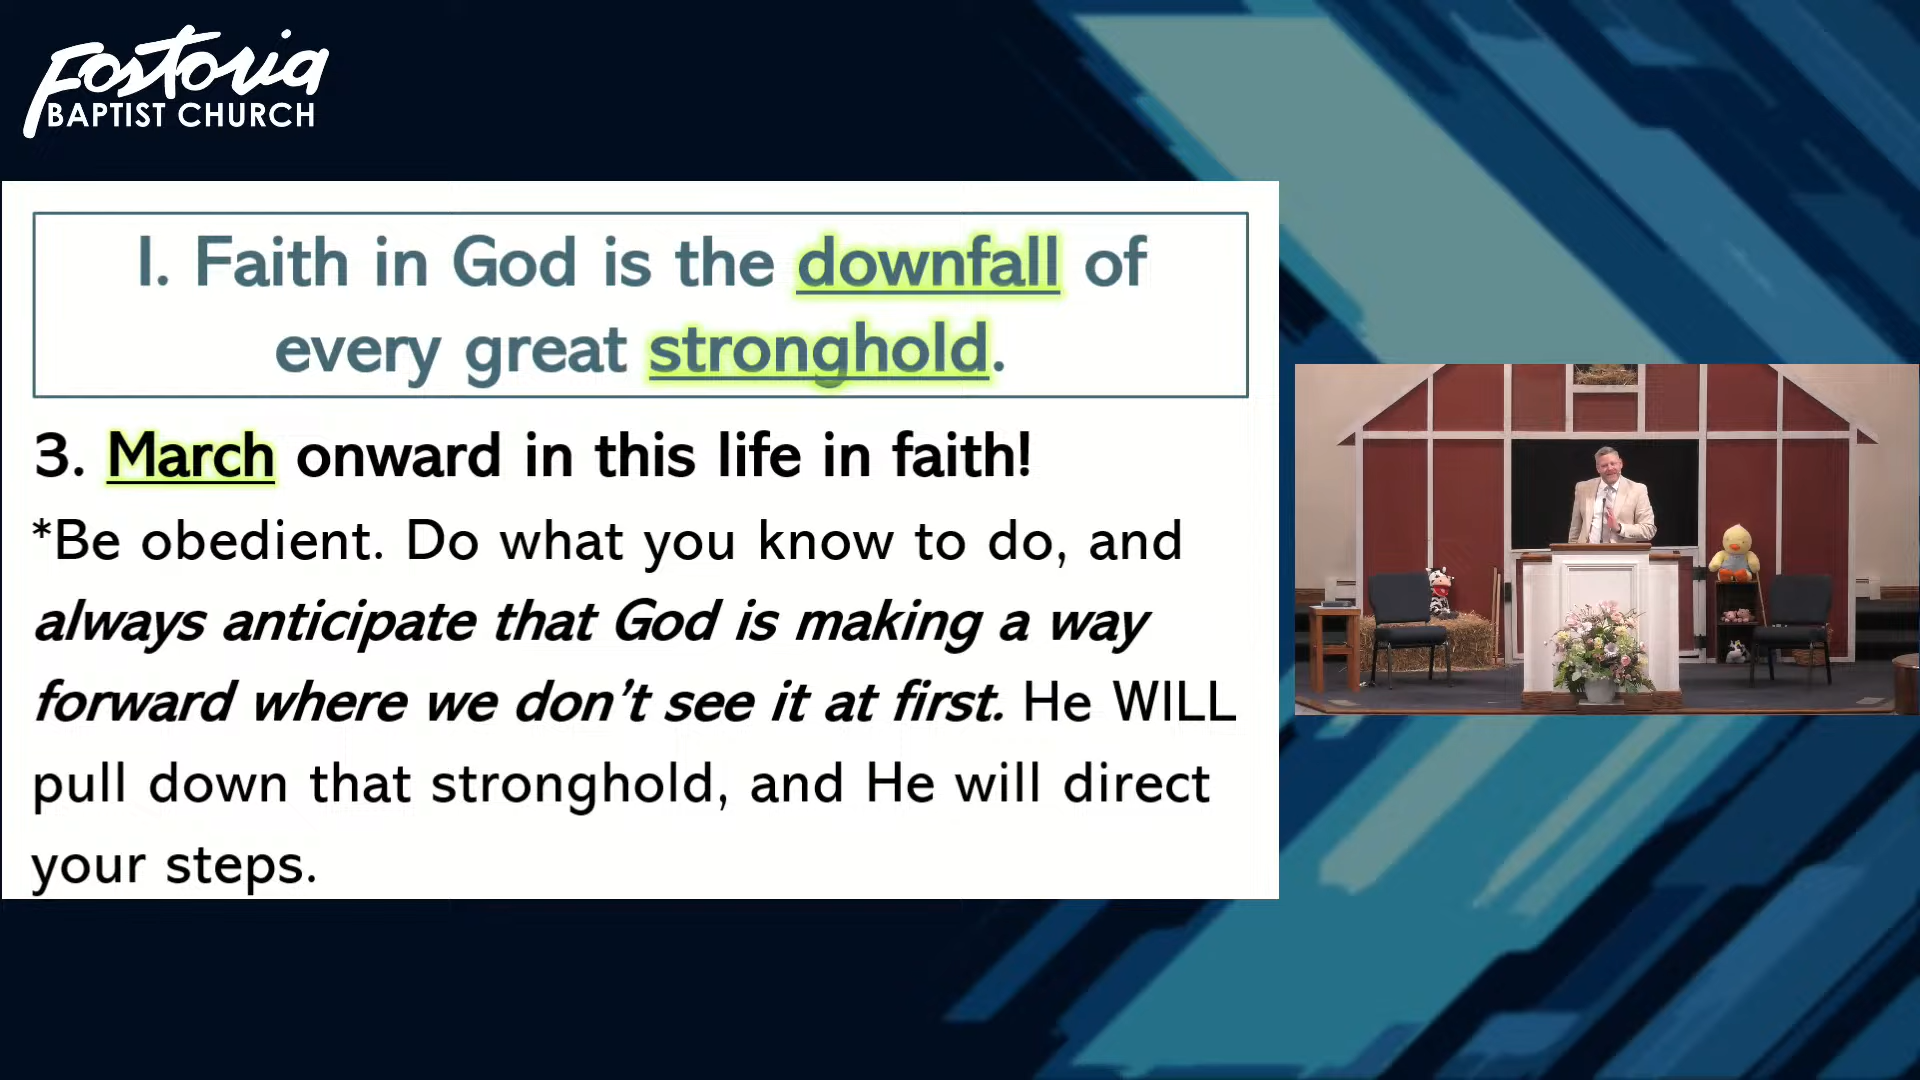 Fostoria
BAPTIST CHURCH
I. Faith in God is the downfall of
every great stronghold.
3. March onward in this life in faith!
*Be obedient. Do what you know to do, and
always anticipate that God is making a way
forward where we don’t see it at first. He WILL
pull down that stronghold, and He will direct
your steps.